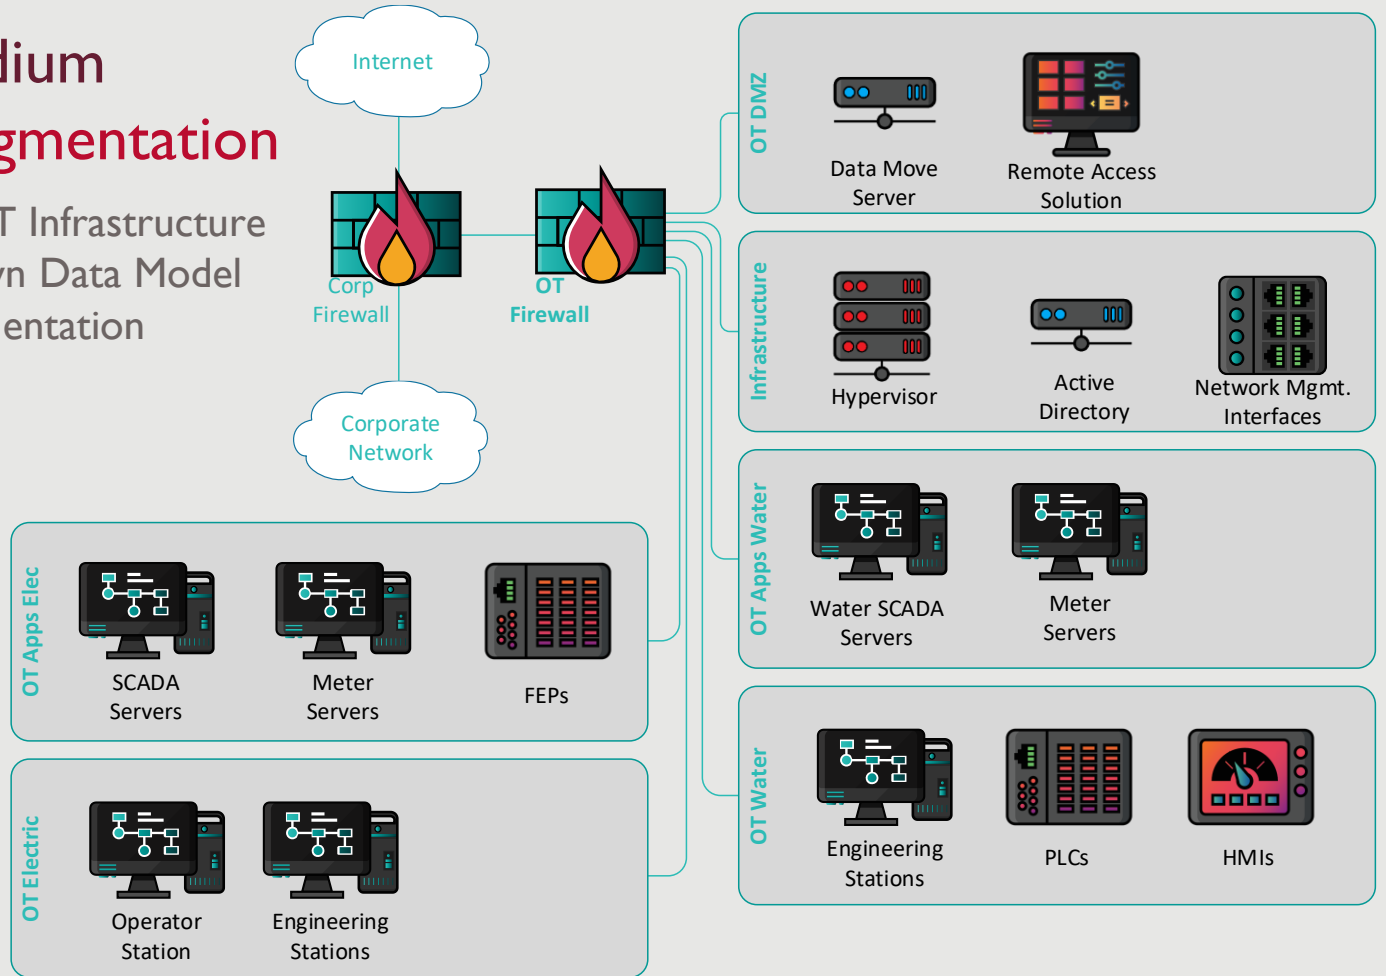 dium
gmentation
T Infrastructure
n Data Model
entation
Internet
Corp
Firewall
OT
Firewall
Corporate
Network
OT DMZ
Data Move
Server
Remote Access
Solution
Infrastructure
Hypervisor
Active
Directory
Network Mgmt.
Interfaces
OT Apps Water
Water SCADA
Servers
Meter
Servers
OT Apps Elec
SCADA
Servers
Meter
Servers
FEPs
OT Water
Engineering
Stations
PLCs
HMIs
OT Electric
Operator
Station
Engineering
Stations